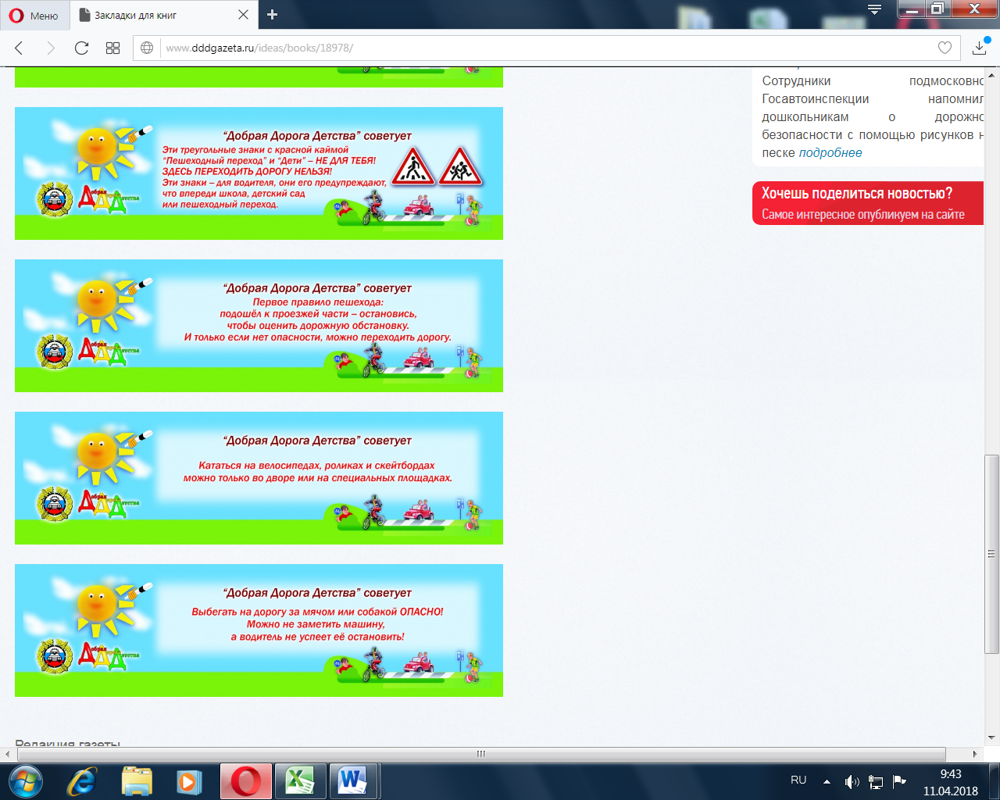 Меню
Закладки для книг
www.dddgazeta.ru/ideas/books/18978/
Сотрудники подмосковно
Госавтоинспекции напомнил
дошкольникам о дорожно
безопасности с помощью рисунков н
песке подробнее
Хочешь поделиться новостью?
Самое интересное опубликуем на сайте
“Добрая Дорога Детства” советует
Эти треугольные знаки с красной каймой
“Пешеходный переход” и “Дети” – НЕ ДЛЯ ТЕБЯ!
ЗДЕСЬ ПЕРЕХОДИТЬ ДОРОГУ НЕЛЬЗЯ!
Эти знаки – для водителя, они его предупреждают,
что впереди школа, детский сад
или пешеходный переход.
Добрая Дорога Детства
“Добрая Дорога Детства” советует
Первое правило пешехода:
подошёл к проезжей части – остановись,
чтобы оценить дорожную обстановку.
И только если нет опасности, можно переходить дорогу.
Добрая Дорога Детства
“Добрая Дорога Детства” советует
Кататься на велосипедах, роликах и скейтбордах
можно только во дворе или на специальных площадках.
Добрая Дорога Детства
“Добрая Дорога Детства” советует
Выбегать на дорогу за мячом или собакой ОПАСНО!
Можно не заметить машину,
а водитель не успеет её остановить!
Добрая Дорога Детства
Редакция газеты
RU
9:43
11.04.2018